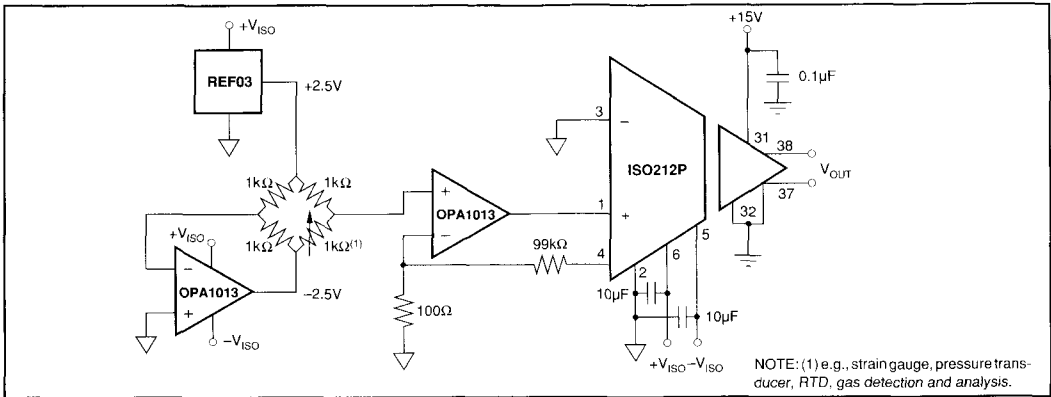 +V_ISO
REF03
+2.5V
1kΩ
1kΩ
1kΩ
1kΩ(1)
+V_ISO
−
OPA1013
+
−2.5V
−V_ISO
+
OPA1013
−
99kΩ
100Ω
3
−
ISO212P
1
+
4
2
6
5
10µF
10µF
+V_ISO
−V_ISO
+15V
0.1µF
31
38
V_OUT
37
32
NOTE: (1) e.g., strain gauge, pressure trans-
ducer, RTD, gas detection and analysis.